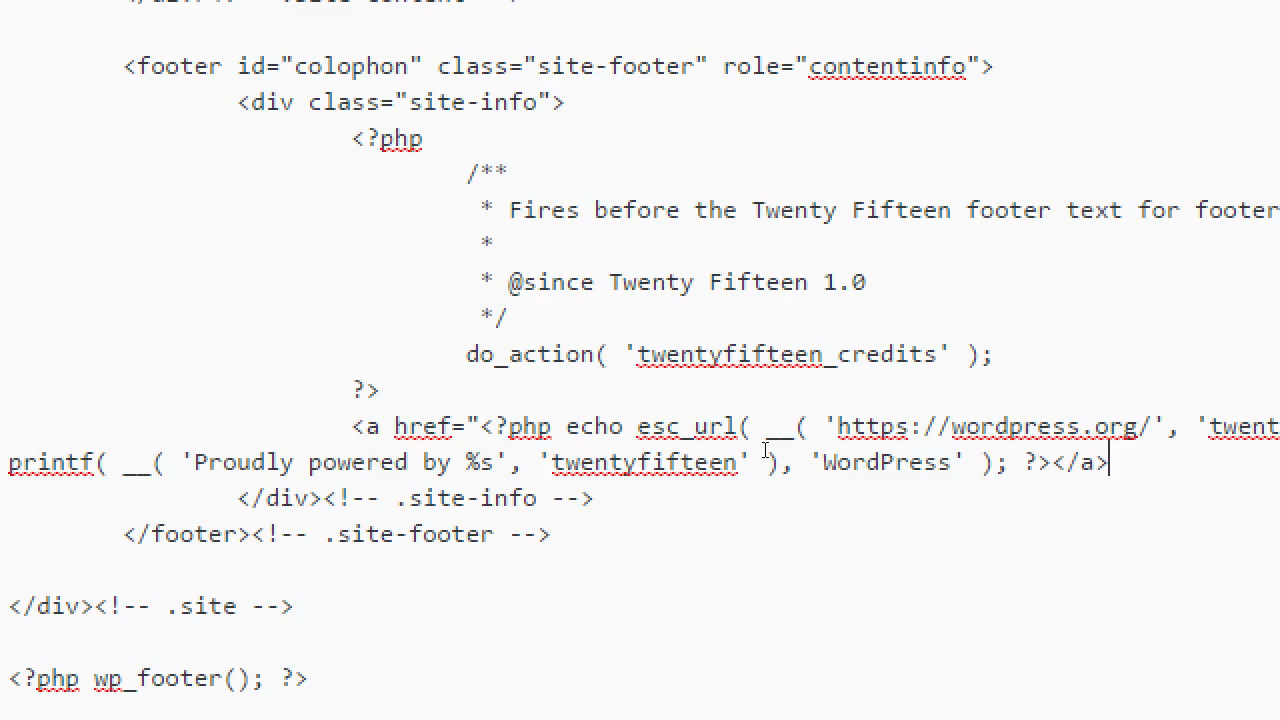 <footer id="colophon" class="site-footer" role="contentinfo">
<div class="site-info">
<?php
/**
* Fires before the Twenty Fifteen footer text for footer
*
* @since Twenty Fifteen 1.0
*/
do_action( 'twentyfifteen_credits' );
?>
<a href="<?php echo esc_url( __( 'https://wordpress.org/', 'twent
printf( __( 'Proudly powered by %s', 'twentyfifteen' ), 'WordPress' ); ?></a>
</div><!-- .site-info -->
</footer><!-- .site-footer -->
</div><!-- .site -->
<?php wp_footer(); ?>